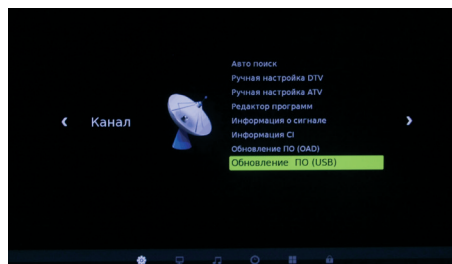 Авто поиск
Ручная настройка DTV
Ручная настройка ATV
Редактор программ
Канал
Информация о сигнале
Информация CI
Обновление ПО (OAD)
Обновление ПО (USB)